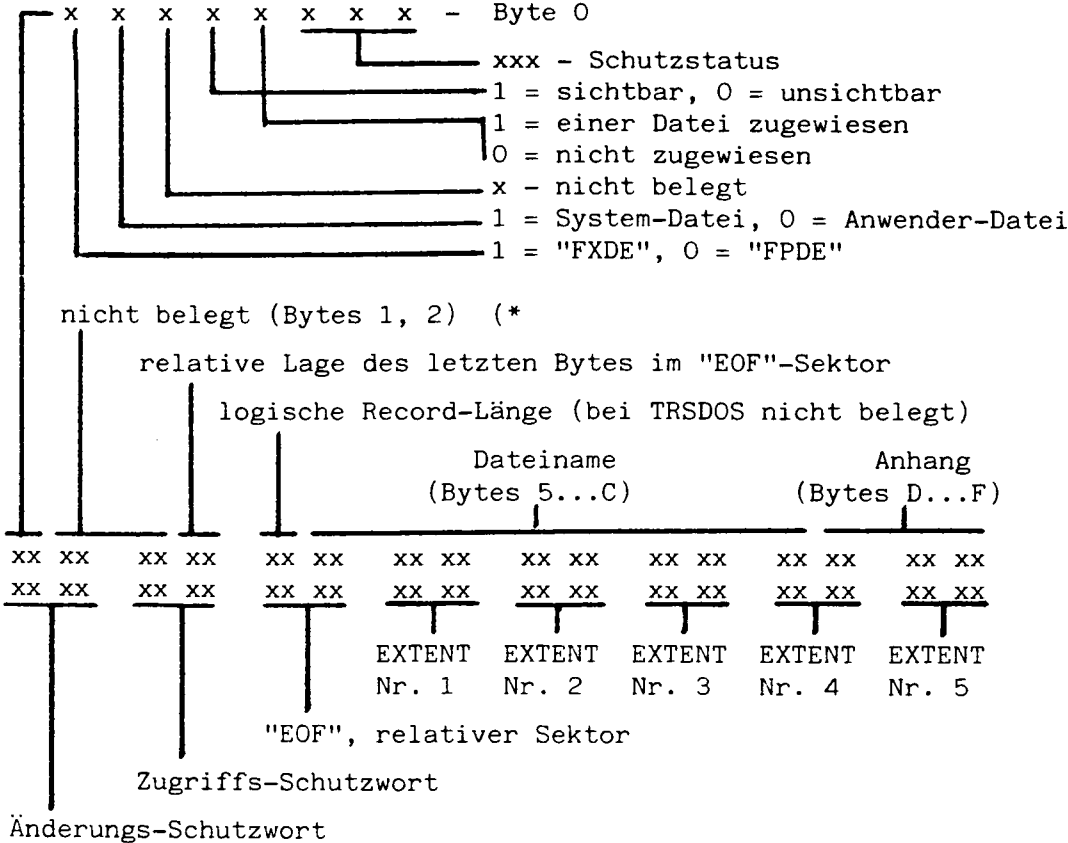 x x x x x x x x - Byte 0
xxx - Schutzstatus
1 = sichtbar, 0 = unsichtbar
1 = einer Datei zugewiesen
0 = nicht zugewiesen
x - nicht belegt
1 = System-Datei, 0 = Anwender-Datei
1 = "FXDE", 0 = "FPDE"
nicht belegt (Bytes 1, 2) (*
relative Lage des letzten Bytes im "EOF"-Sektor
logische Record-Länge (bei TRSDOS nicht belegt)
Dateiname Anhang
(Bytes 5...C) (Bytes D...F)
xx xx xx xx xx xx xx xx xx xx xx xx xx xx xx xx
xx xx xx xx xx xx xx xx xx xx xx xx xx xx xx xx
EXTENT EXTENT EXTENT EXTENT EXTENT
Nr. 1 Nr. 2 Nr. 3 Nr. 4 Nr. 5
"EOF", relativer Sektor
Zugriffs-Schutzwort
Änderungs-Schutzwort